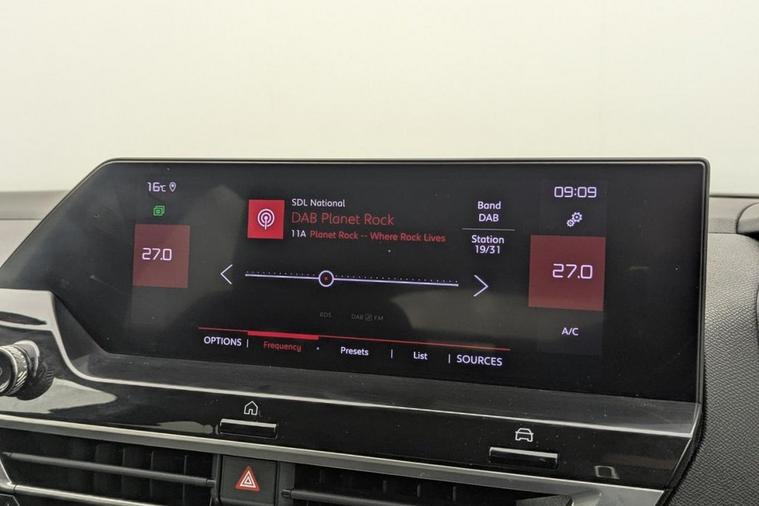 16°C
09:09
SDL National
DAB Planet Rock
11A Planet Rock -- Where Rock Lives
Band
DAB
Station
19/31
27.0
27.0
RDS DAB FM
A/C
OPTIONS | Frequency Presets | List | SOURCES